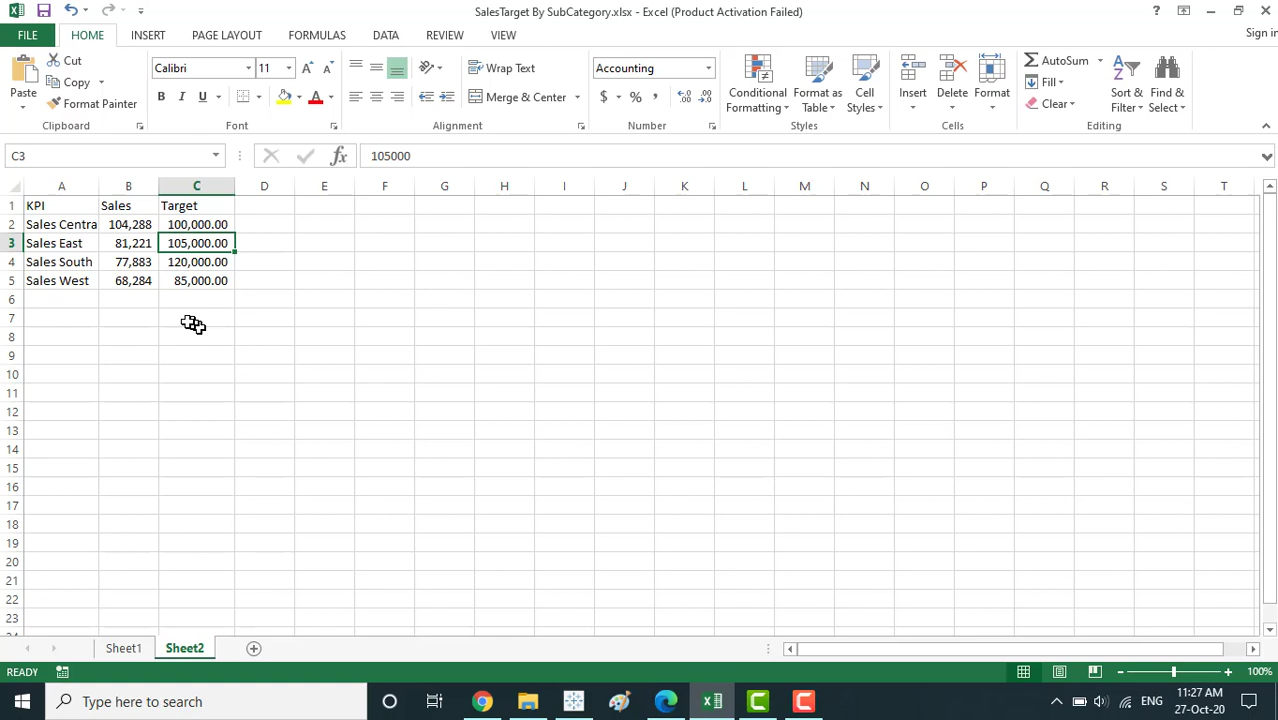 SalesTarget By SubCategory.xlsx - Excel (Product Activation Failed)
?
FILE HOME INSERT PAGE LAYOUT FORMULAS DATA REVIEW VIEW Sign in
Paste
Cut
Copy
Format Painter
Clipboard
Calibri 11
B I U
Font
Wrap Text
Merge & Center
Alignment
Accounting
$ % ,
Number
Conditional Formatting
Format as Table
Cell Styles
Styles
Insert Delete Format
Cells
AutoSum
Fill
Clear
Sort & Filter
Find & Select
Editing
C3 fx 105000
A B C D E F G H I J K L M N O P Q R S T
1 KPI Sales Target
2 Sales Centra 104,288 100,000.00
3 Sales East 81,221 105,000.00
4 Sales South 77,883 120,000.00
5 Sales West 68,284 85,000.00
6
7
8
9
10
11
12
13
14
15
16
17
18
19
20
21
22
23
24
Sheet1 Sheet2
READY 100%
Type here to search
ENG
11:27 AM
27-Oct-20